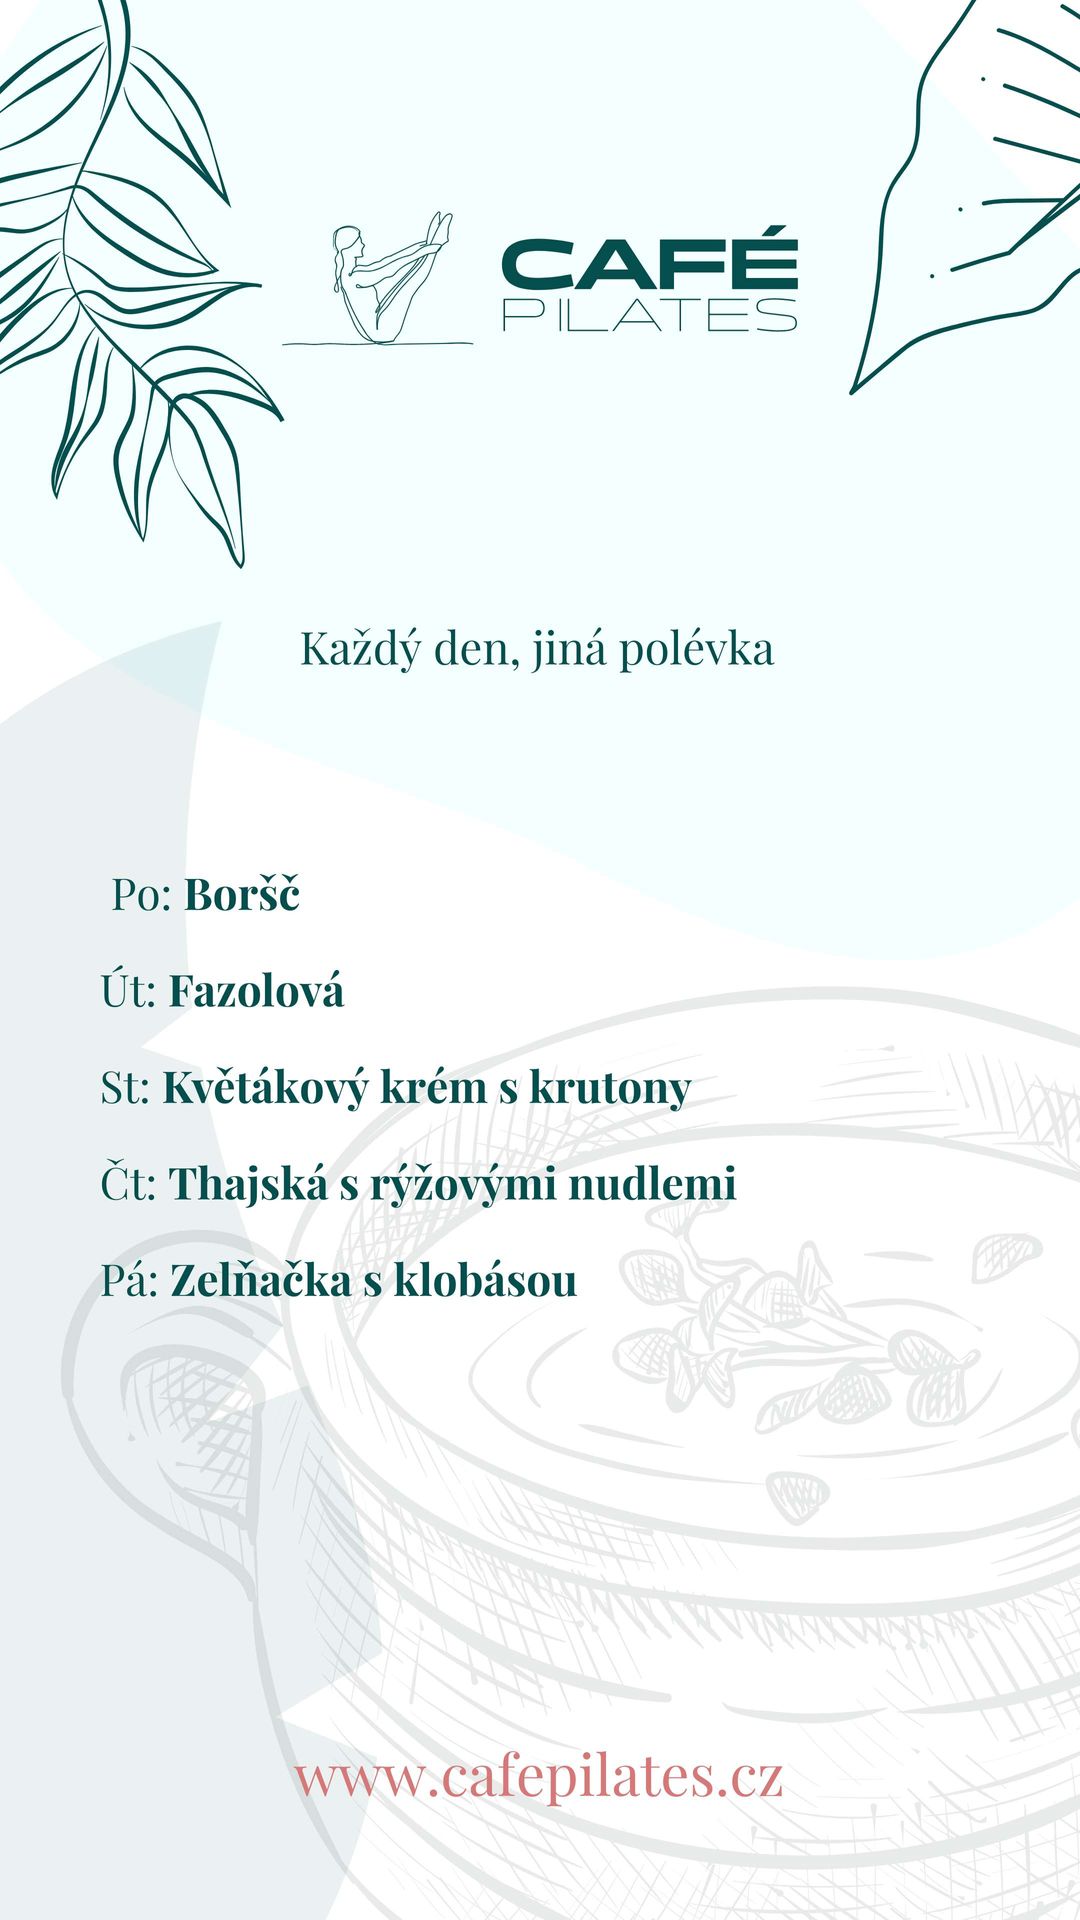 CAFÉ
PILATES
Každý den, jiná polévka
Po: Boršč
Út: Fazolová
St: Květákový krém s krutony
Čt: Thajská s rýžovými nudlemi
Pá: Zelňačka s klobásou
www.cafepilates.cz